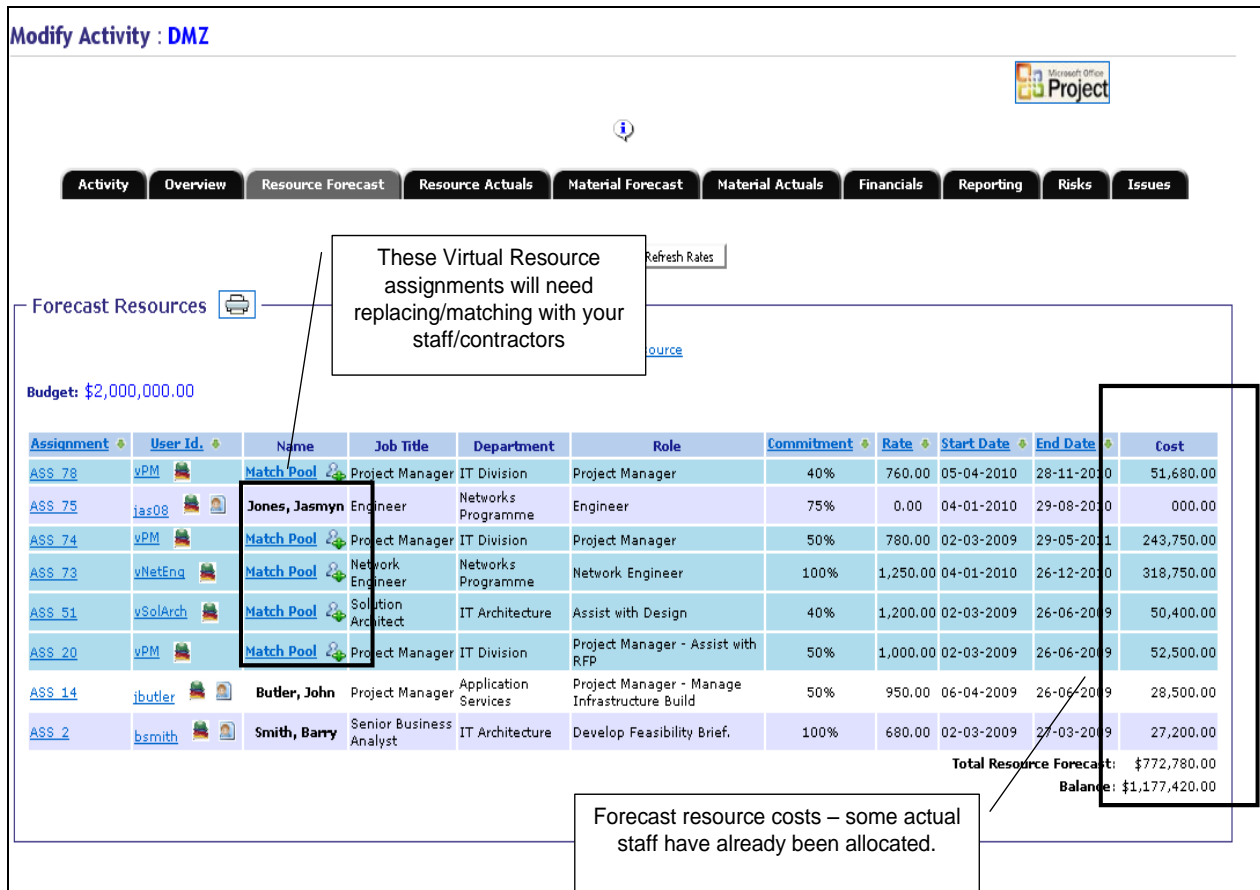 Modify Activity : DMZ
Microsoft Office
Project
Activity Overview Resource Forecast Resource Actuals Material Forecast Material Actuals Financials Reporting Risks Issues
These Virtual Resource
assignments will need
replacing/matching with your
staff/contractors
Refresh Rates
Forecast Resources
ource
Budget: $2,000,000.00
Assignment User Id. Name Job Title Department Role Commitment Rate Start Date End Date Cost
ASS 78 vPM Match Pool Project Manager IT Division Project Manager 40% 760.00 05-04-2010 28-11-2010 51,680.00
ASS 75 jas08 Jones, Jasmyn Engineer Networks Programme Engineer 75% 0.00 04-01-2010 29-08-2010 000.00
ASS 74 vPM Match Pool Project Manager IT Division Project Manager 50% 780.00 02-03-2009 29-05-2011 243,750.00
ASS 73 vNetEng Match Pool Network Engineer Networks Programme Network Engineer 100% 1,250.00 04-01-2010 26-12-2010 318,750.00
ASS 51 vSolArch Match Pool Solution Architect IT Architecture Assist with Design 40% 1,200.00 02-03-2009 26-06-2009 50,400.00
ASS 20 vPM Match Pool Project Manager IT Division Project Manager - Assist with RFP 50% 1,000.00 02-03-2009 26-06-2009 52,500.00
ASS 14 jbutler Butler, John Project Manager Application Services Project Manager - Manage Infrastructure Build 50% 950.00 06-04-2009 26-06-2009 28,500.00
ASS 2 bsmith Smith, Barry Senior Business Analyst IT Architecture Develop Feasibility Brief. 100% 680.00 02-03-2009 27-03-2009 27,200.00
Total Resource Forecast: $772,780.00
Balance: $1,177,420.00
Forecast resource costs – some actual
staff have already been allocated.